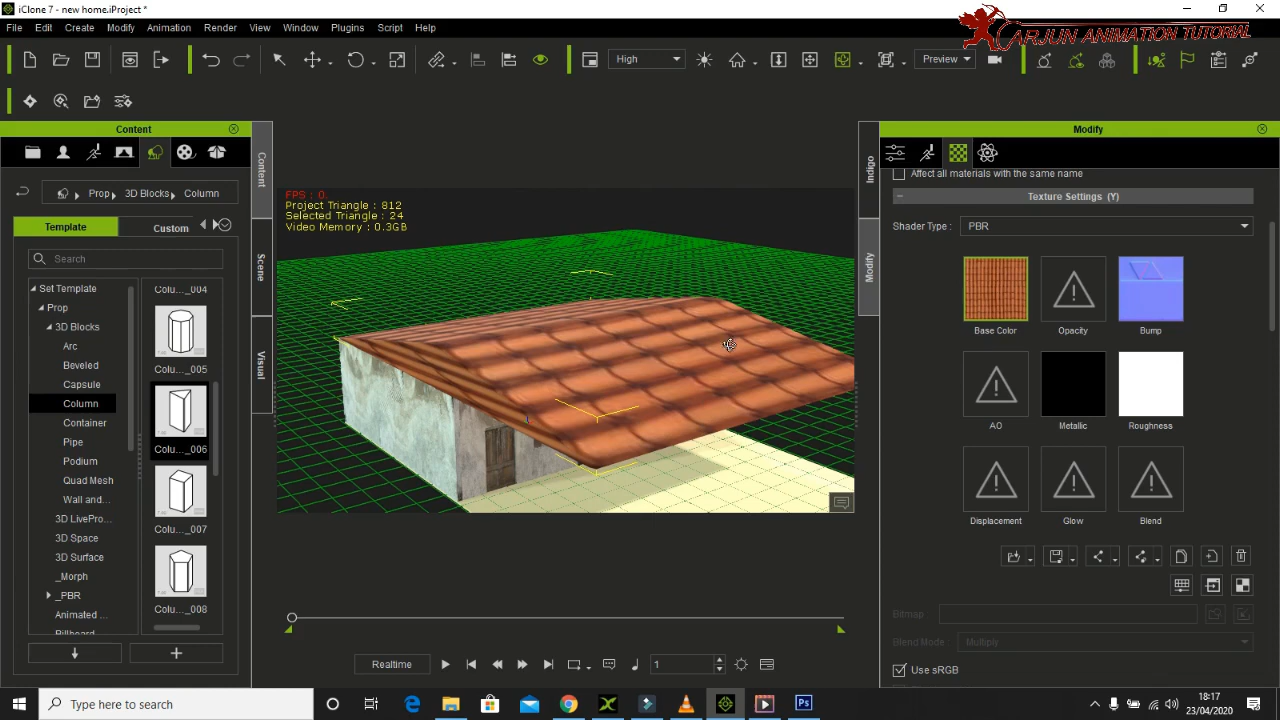 iClone 7 - new home.iProject *
ARJUN ANIMATION TUTORIAL
File Edit Create Modify Animation Render View Window Plugins Script Help
High
Preview
Content
Modify
Prop 3D Blocks Column
Template Custom
Search
Set Template
Prop
3D Blocks
Arc
Beveled
Capsule
Column
Container
Cone
Pipe
Podium
Quad Mesh
Wall and...
3D LivePro...
3D Space
3D Surface
_Morph
_PBR
Animated ...
Billboard
Colu..._004
Colu..._005
Colu..._006
Colu..._007
Colu..._008
Content
Scene
Visual
FPS : 0
Project Triangle : 812
Selected Triangle : 24
Video Memory : 0.3GB
Indigo
Modify
Affect all materials with the same name
Texture Settings (Y)
Shader Type : PBR
Base Color Opacity Bump
AO Metallic Roughness
Displacement Glow Blend
Bitmap :
Blend Mode : Multiply
Use sRGB
Realtime
1
Type here to search
18:17
23/04/2020
Ps